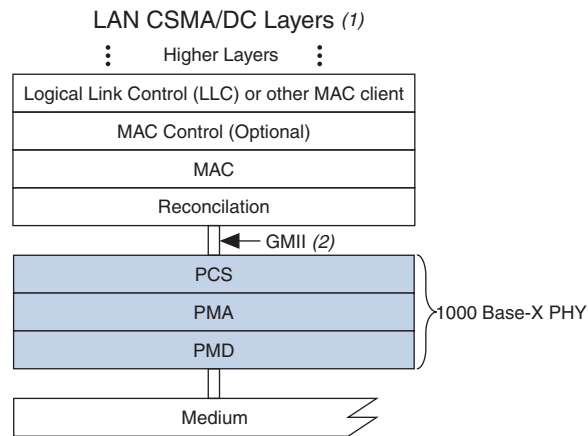 LAN CSMA/DC Layers (1)
Higher Layers
Logical Link Control (LLC) or other MAC client
MAC Control (Optional)
MAC
Reconcilation
GMII (2)
PCS
PMA
PMD
1000 Base-X PHY
Medium